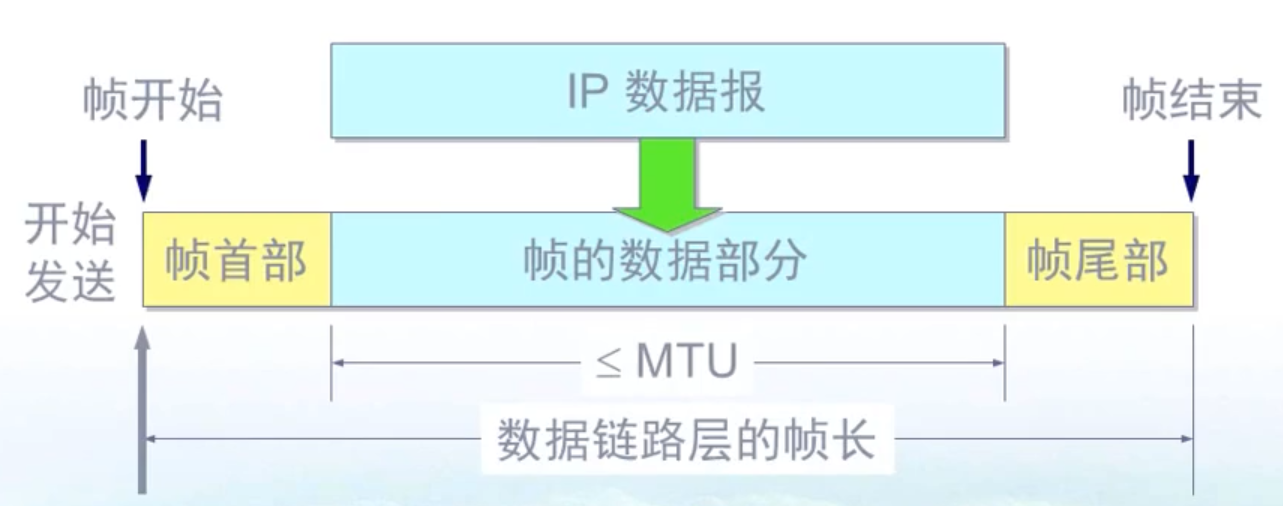 IP 数据报
帧开始
帧结束
开始
发送
帧首部
帧的数据部分
帧尾部
≤ MTU
数据链路层的帧长